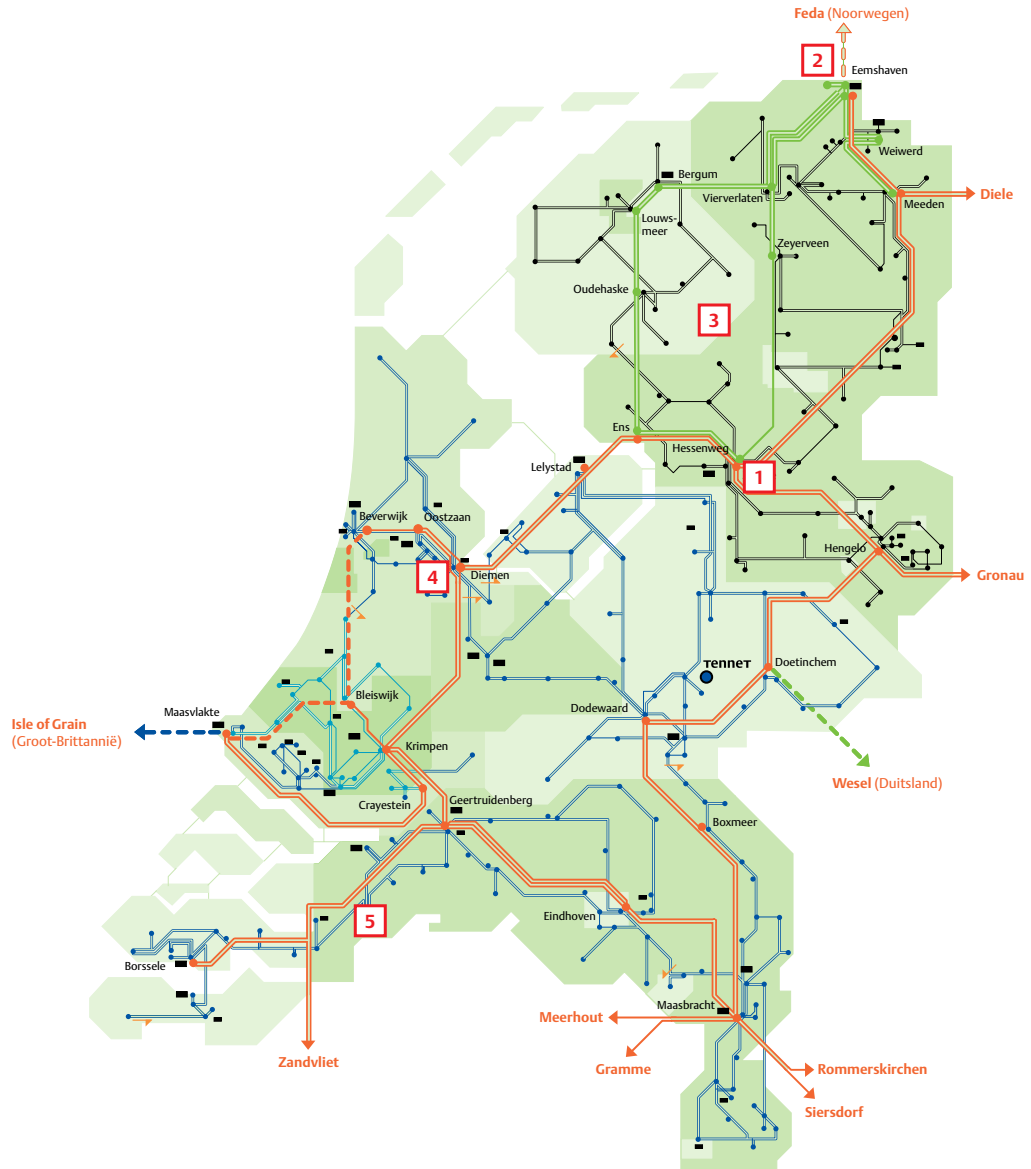 Feda (Noorwegen)
2
Eemshaven
Weiwerd
Bergum
Vierverlaten
Meeden
Diele
Louws-
meer
Zeyerveen
Oudehaske
3
Ens
Hessenweg
Lelystad
1
Beverwijk
Oostzaan
Hengelo
4
Diemen
Gronau
TenneT
Doetinchem
Bleiswijk
Maasvlakte
Dodewaard
Isle of Grain
(Groot-Brittannië)
Krimpen
Wesel (Duitsland)
Crayestein
Geertruidenberg
Boxmeer
5
Eindhoven
Borssele
Maasbracht
Meerhout
Zandvliet
Gramme
Rommerskirchen
Siersdorf